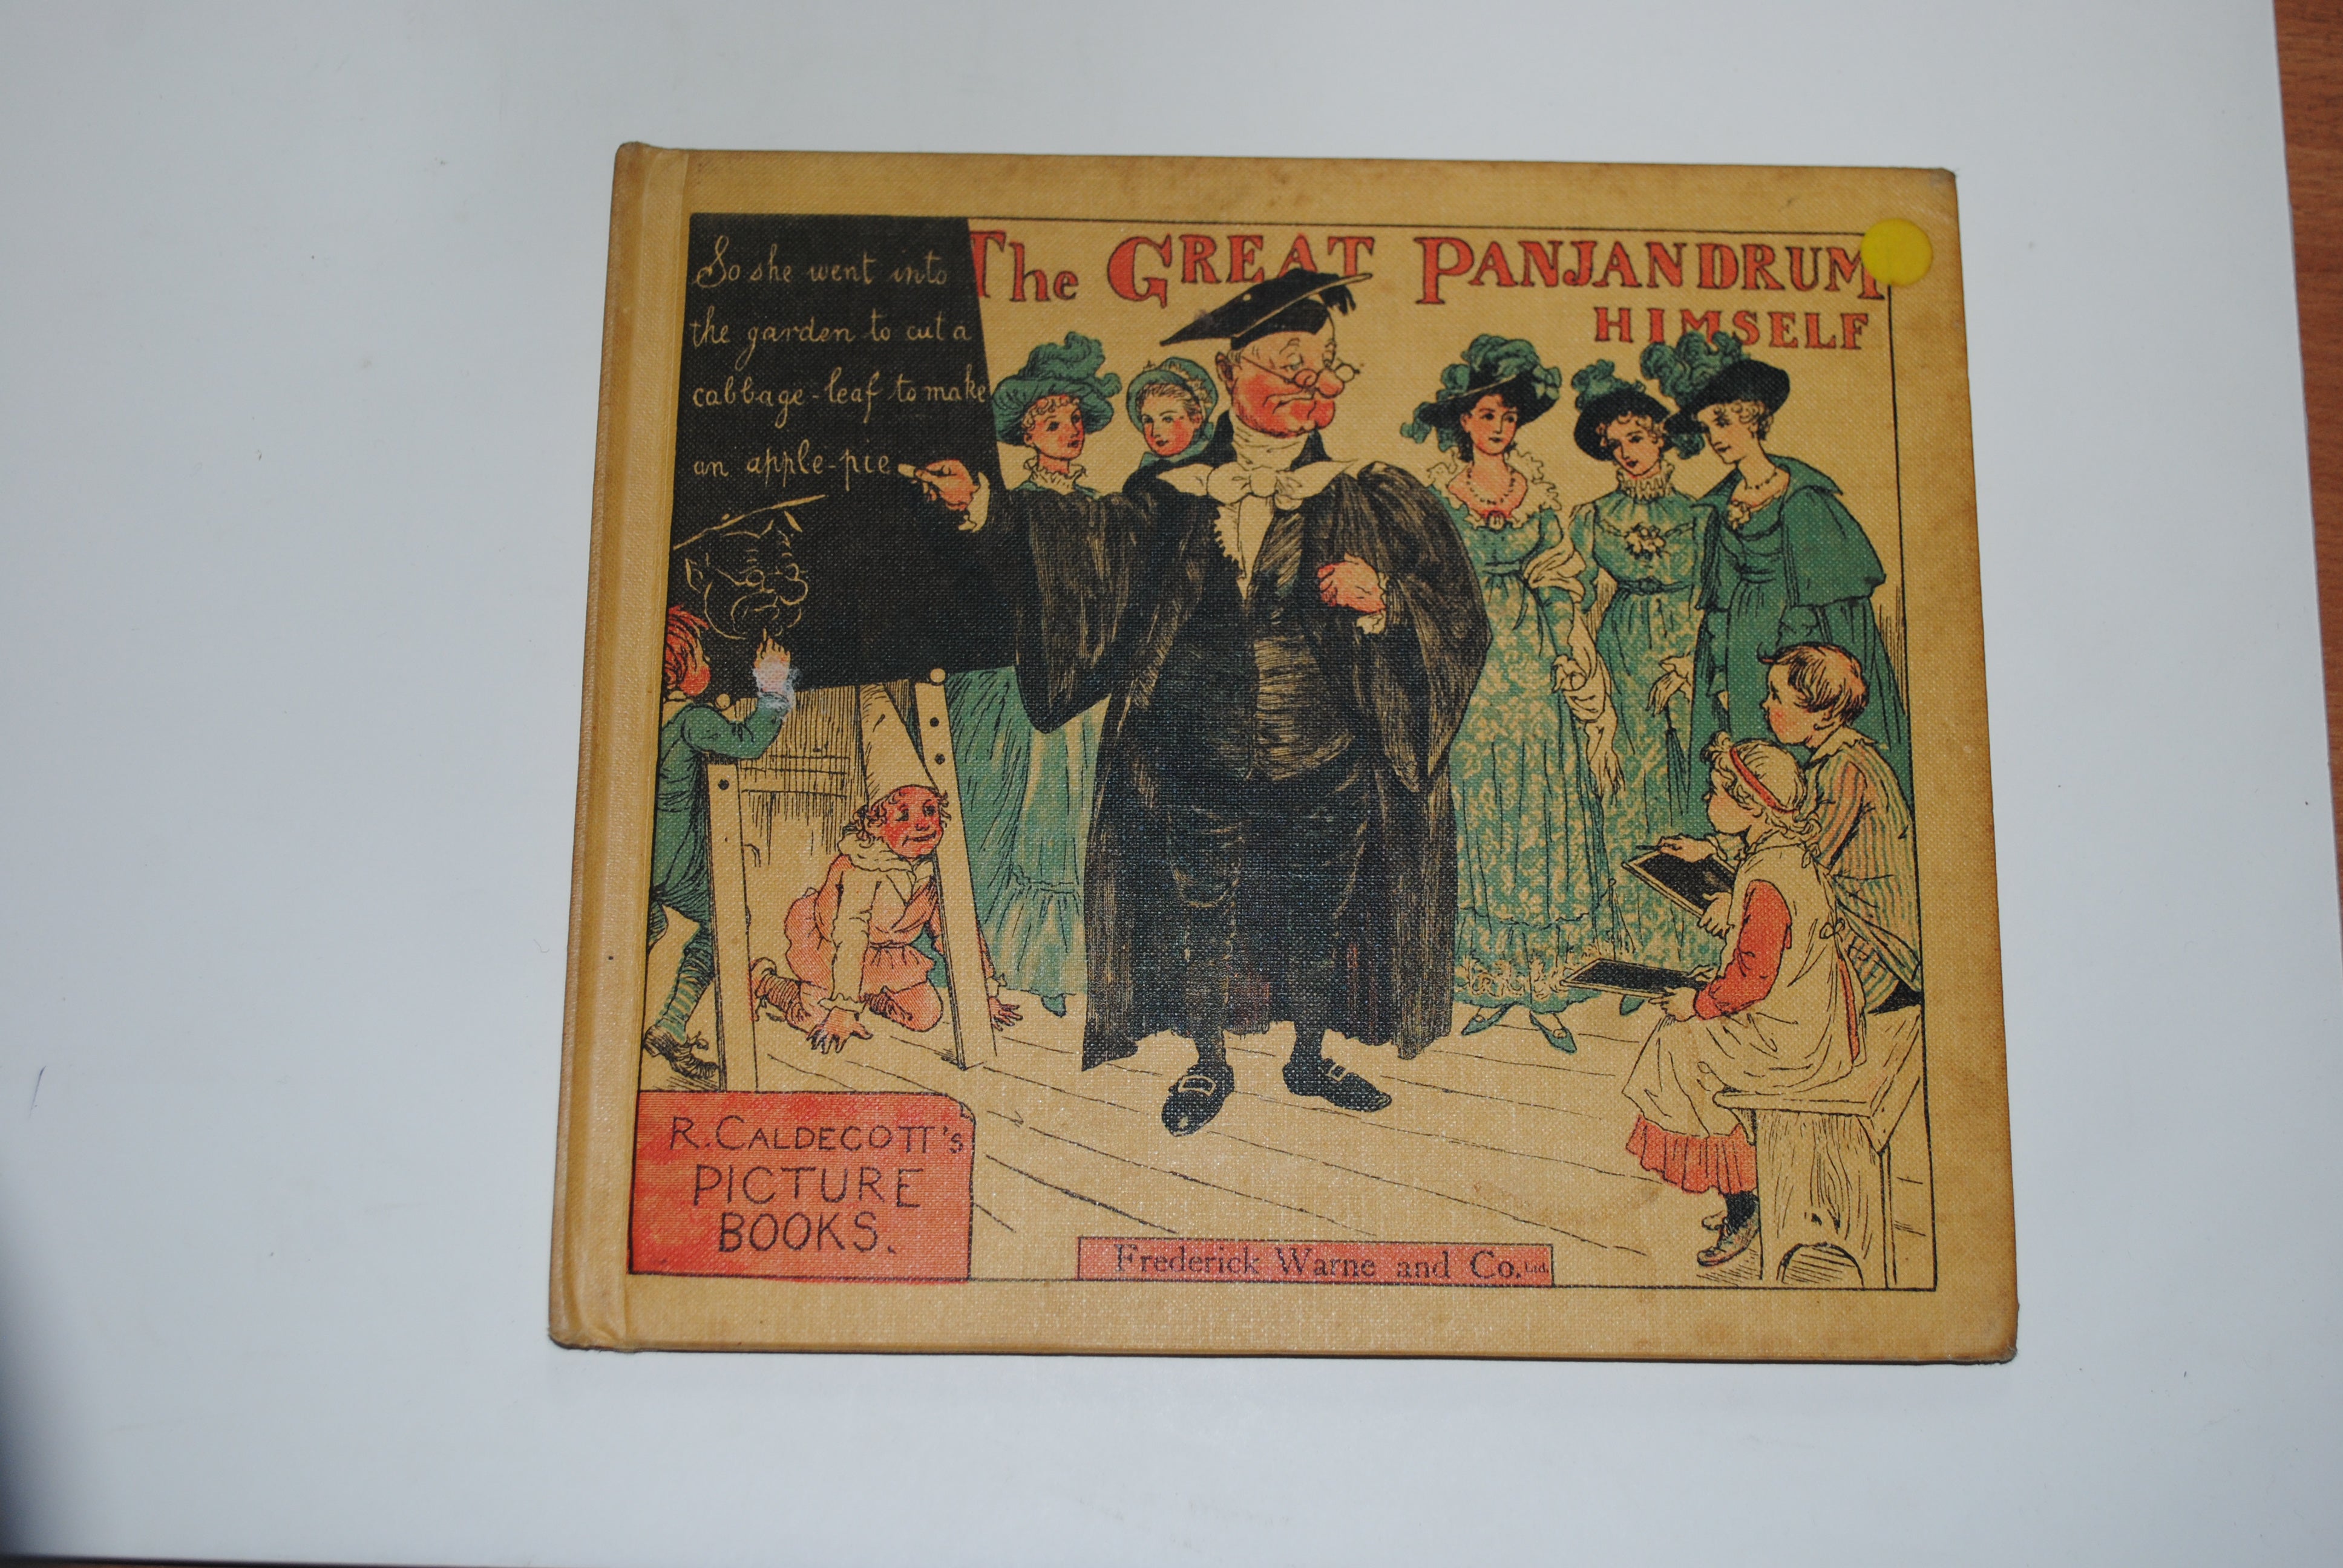 So she went into
the garden to cut a
cabbage-leaf to make
an apple-pie
The GREAT PANJANDRUM
HIMSELF
R. CALDECOTT'S
PICTURE
BOOKS.
Frederick Warne and Co. Ltd.